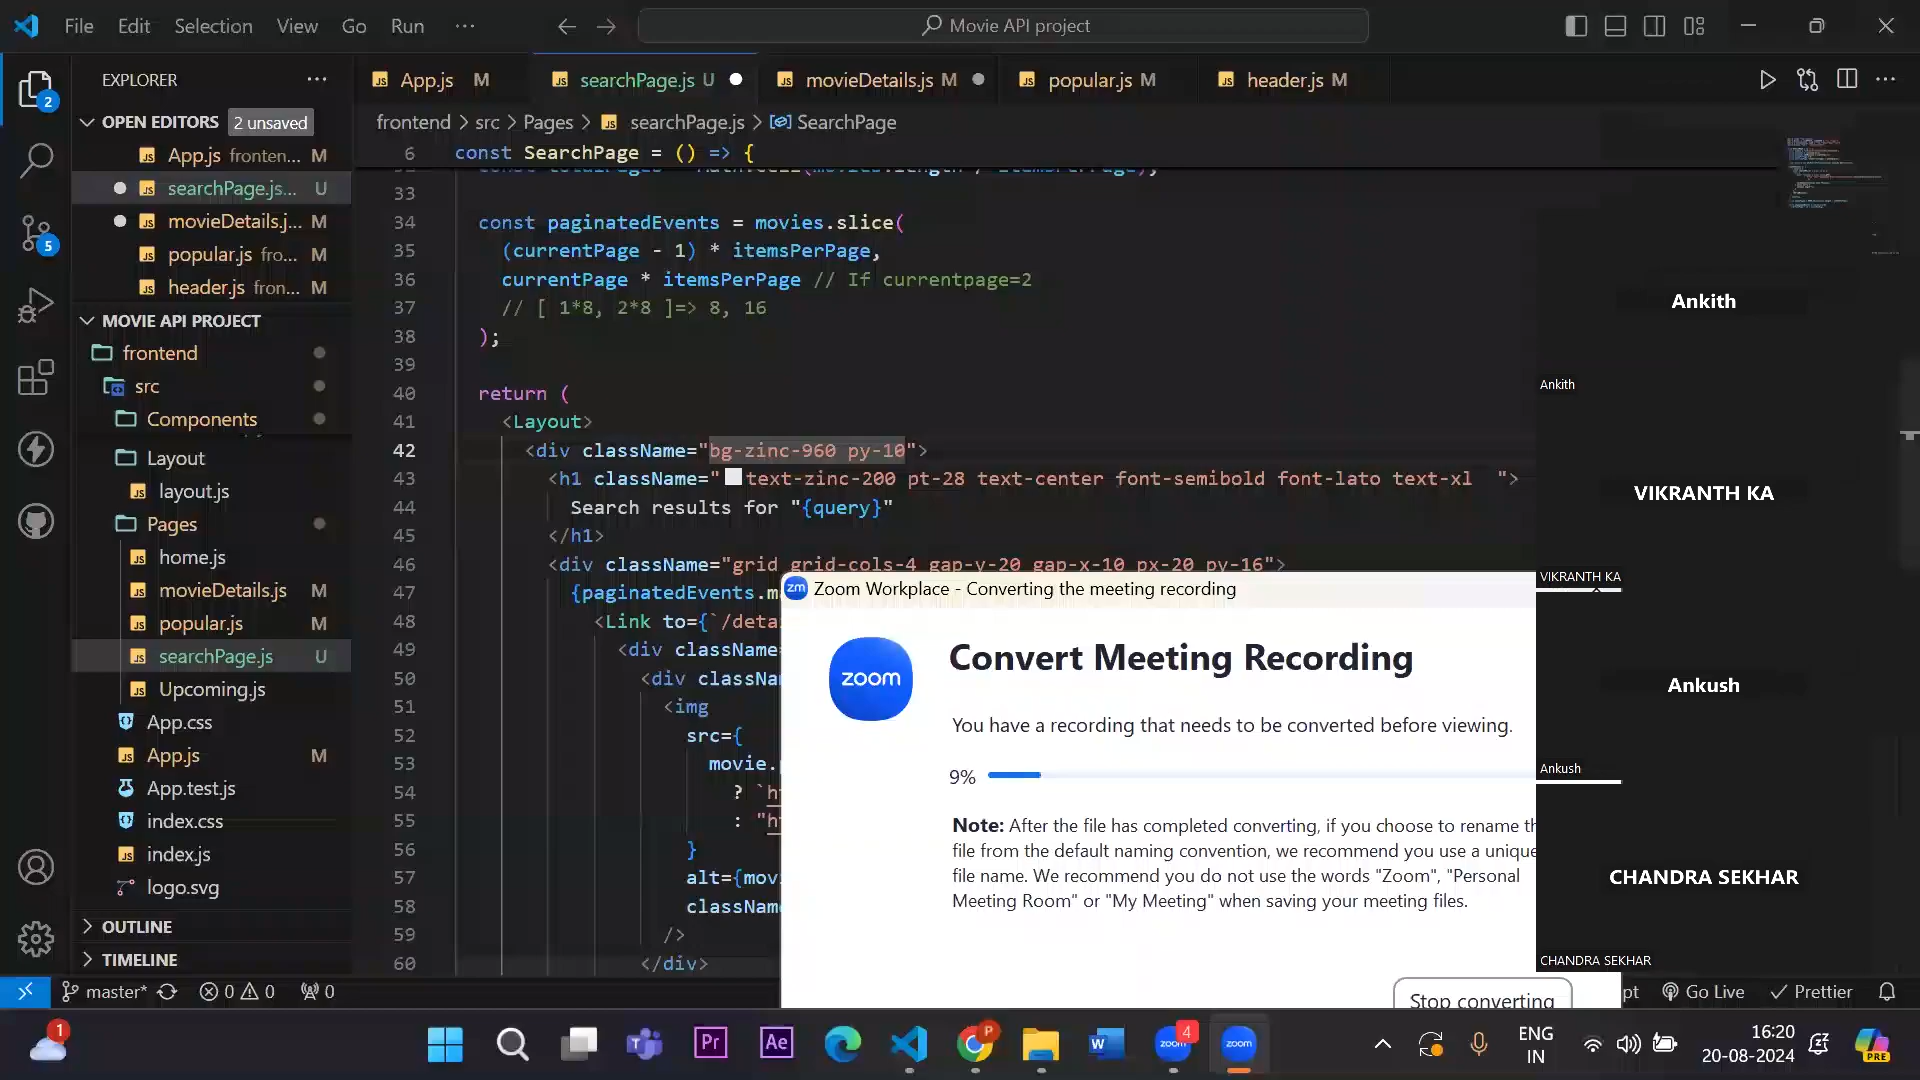 File Edit Selection View Go Run ···
Movie API project
EXPLORER ···
App.js M
searchPage.js U
movieDetails.js M
popular.js M
header.js M
2
OPEN EDITORS 2 unsaved
frontend > src > Pages > searchPage.js > SearchPage
App.js fronten... M
searchPage.js... U
movieDetails.j... M
popular.js fro... M
header.js fron... M
5
MOVIE API PROJECT
frontend
src
Components
Layout
layout.js
Pages
home.js
movieDetails.js M
popular.js M
searchPage.js U
Upcoming.js
App.css
App.js M
App.test.js
index.css
index.js
logo.svg
OUTLINE
TIMELINE
6 const SearchPage = () => {
33
34 const paginatedEvents = movies.slice(
35 (currentPage - 1) * itemsPerPage,
36 currentPage * itemsPerPage // If currentpage=2
37 // [ 1*8, 2*8 ]=> 8, 16
38 );
39
40 return (
41 <Layout>
42 <div className="bg-zinc-960 py-10">
43 <h1 className="text-zinc-200 pt-28 text-center font-semibold font-lato text-xl ">
44 Search results for "{query}"
45 </h1>
46 <div className="grid grid-cols-4 gap-y-20 gap-x-10 px-20 py-16">
47 {paginatedEvents.m
48 <Link to={`/deta
49 <div className=
50 <div classNam
51 <img
52 src={
53 movie.
54 ? `h
55 : "h
56 }
57 alt={mov
58 classNam
59 />
60 </div>
Zoom Workplace - Converting the meeting recording
zoom
Convert Meeting Recording
You have a recording that needs to be converted before viewing.
9%
Note: After the file has completed converting, if you choose to rename th
file from the default naming convention, we recommend you use a unique
file name. We recommend you do not use the words "Zoom", "Personal
Meeting Room" or "My Meeting" when saving your meeting files.
Stop converting
Ankith
Ankith
VIKRANTH KA
VIKRANTH KA
Ankush
Ankush
CHANDRA SEKHAR
CHANDRA SEKHAR
master* 0 0 0
pt Go Live Prettier
1
Pr Ae W zoom 4 zoom
ENG
IN
16:20
20-08-2024
PRE